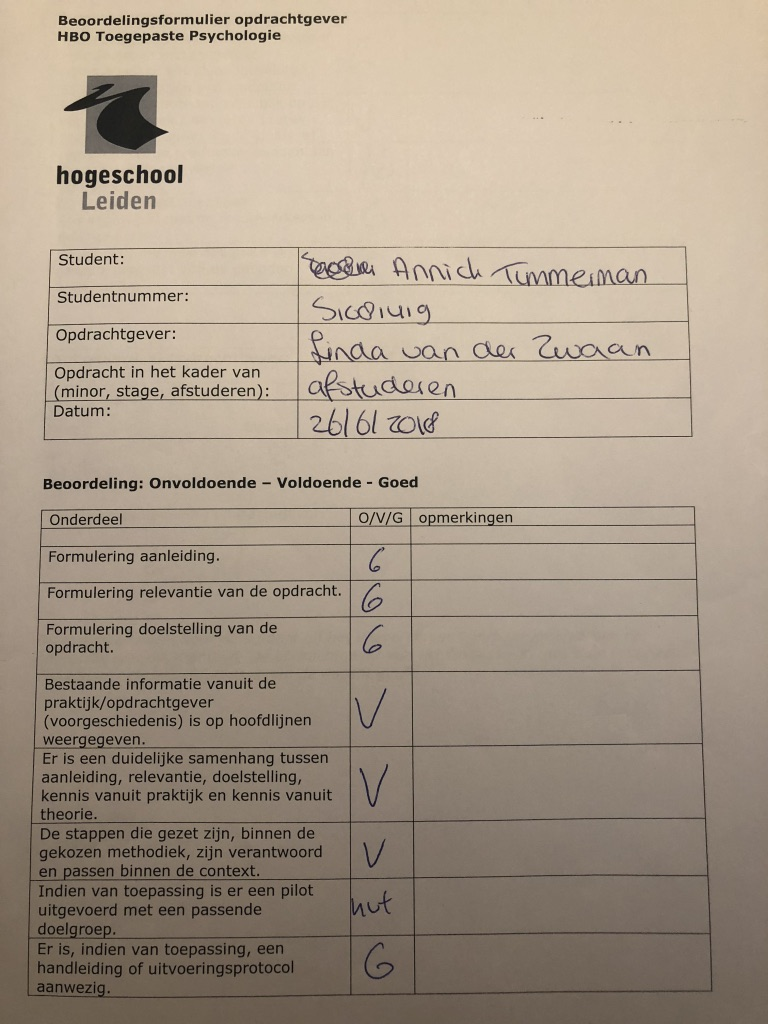 Beoordelingsformulier opdrachtgever
HBO Toegepaste Psychologie
hogeschool
Leiden
Student: Annick Timmerman
Studentnummer: S1081419
Opdrachtgever: Linda van der Zwaan
Opdracht in het kader van
(minor, stage, afstuderen): afstuderen
Datum: 26/6/2018
Beoordeling: Onvoldoende – Voldoende - Goed
Onderdeel O/V/G opmerkingen
Formulering aanleiding. G
Formulering relevantie van de opdracht. G
Formulering doelstelling van de
opdracht. G
Bestaande informatie vanuit de
praktijk/opdrachtgever
(voorgeschiedenis) is op hoofdlijnen
weergegeven. V
Er is een duidelijke samenhang tussen
aanleiding, relevantie, doelstelling,
kennis vanuit praktijk en kennis vanuit
theorie. V
De stappen die gezet zijn, binnen de
gekozen methodiek, zijn verantwoord
en passen binnen de context. V
Indien van toepassing is er een pilot
uitgevoerd met een passende
doelgroep. nvt
Er is, indien van toepassing, een
handleiding of uitvoeringsprotocol
aanwezig. G